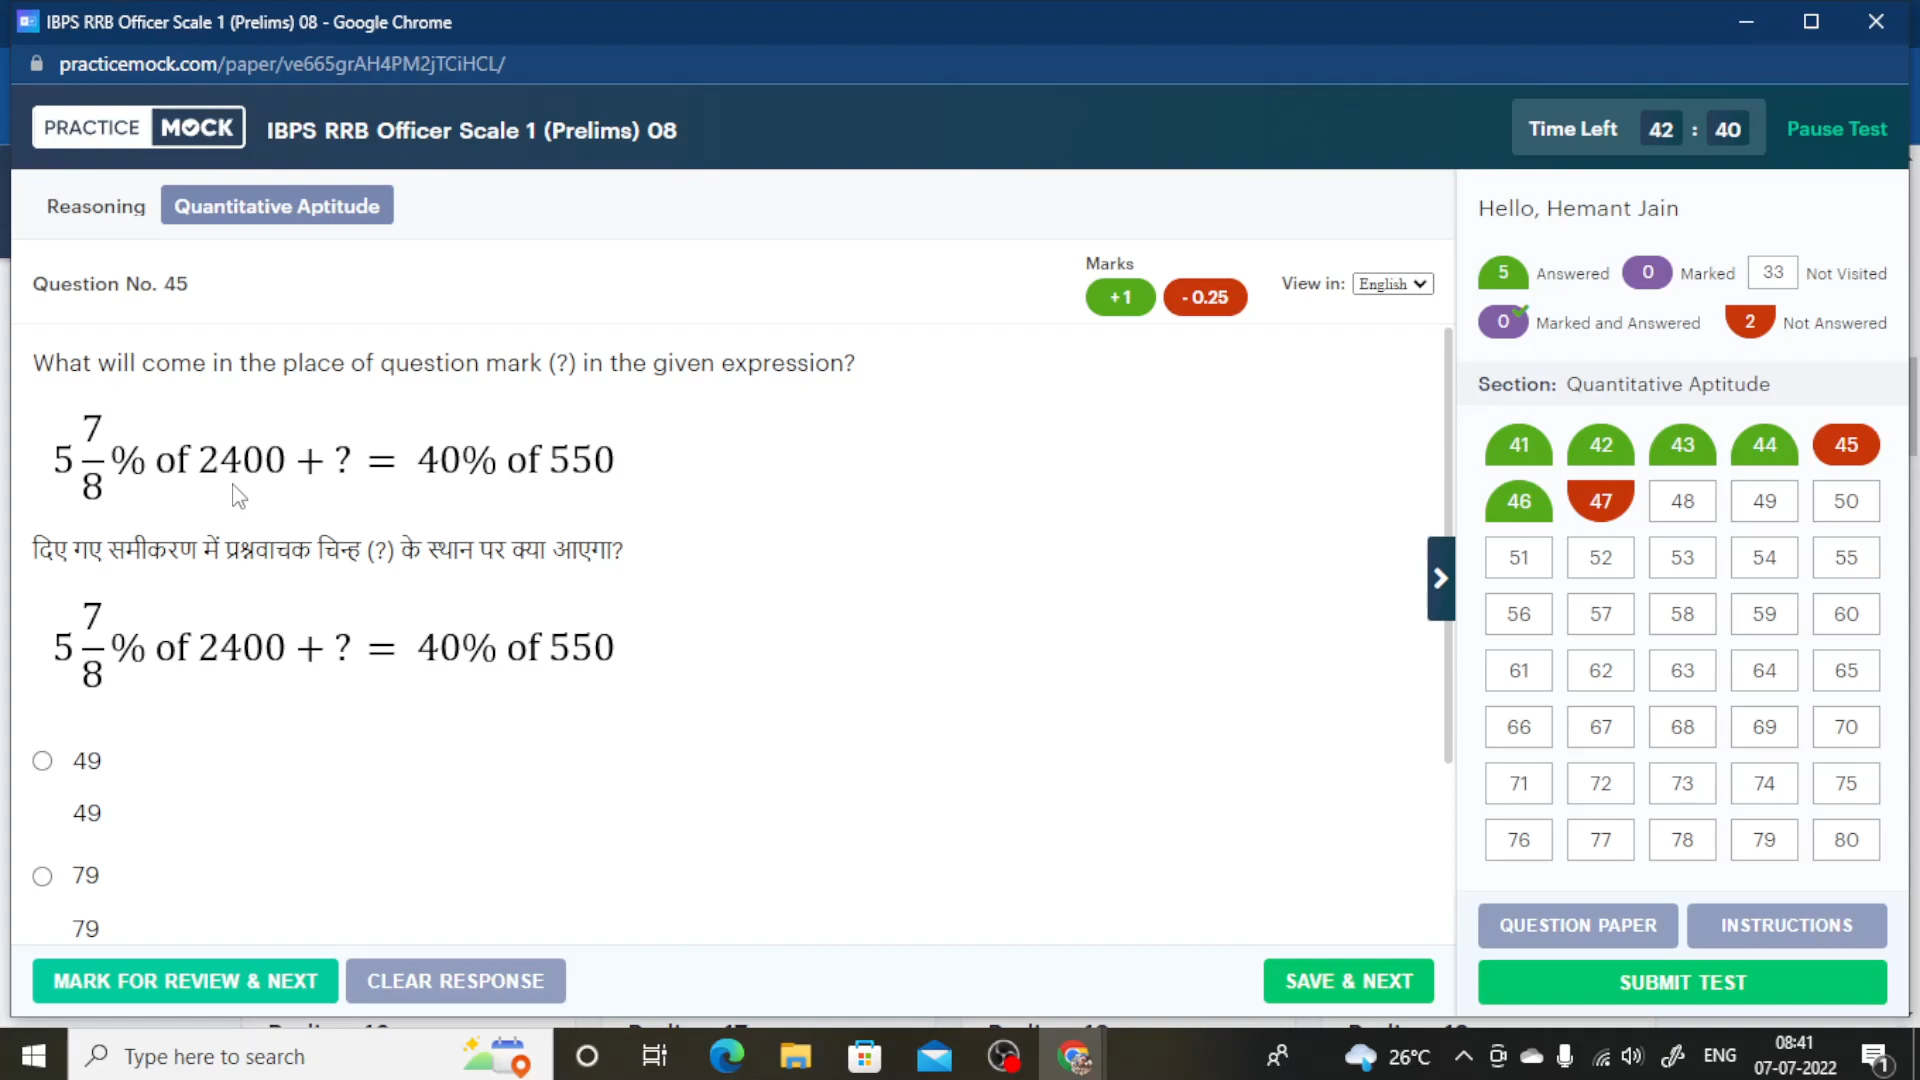 IBPS RRB Officer Scale 1 (Prelims) 08 - Google Chrome
practicemock.com/paper/ve665grAH4PM2jTCiHCL/
PRACTICE MOCK IBPS RRB Officer Scale 1 (Prelims) 08
Time Left 42 : 40 Pause Test
Reasoning Quantitative Aptitude
Hello, Hemant Jain
Question No. 45
Marks
+1 - 0.25
View in: English
5 Answered 0 Marked 33 Not Visited
0 Marked and Answered 2 Not Answered
What will come in the place of question mark (?) in the given expression?
5 7/8 % of 2400 + ? = 40% of 550
दिए गए समीकरण में प्रश्नवाचक चिन्ह (?) के स्थान पर क्या आएगा?
5 7/8 % of 2400 + ? = 40% of 550
49
49
79
79
Section: Quantitative Aptitude
41 42 43 44 45
46 47 48 49 50
51 52 53 54 55
56 57 58 59 60
61 62 63 64 65
66 67 68 69 70
71 72 73 74 75
76 77 78 79 80
QUESTION PAPER INSTRUCTIONS
MARK FOR REVIEW & NEXT CLEAR RESPONSE SAVE & NEXT SUBMIT TEST
Type here to search
26°C ENG
08:41
07-07-2022
1